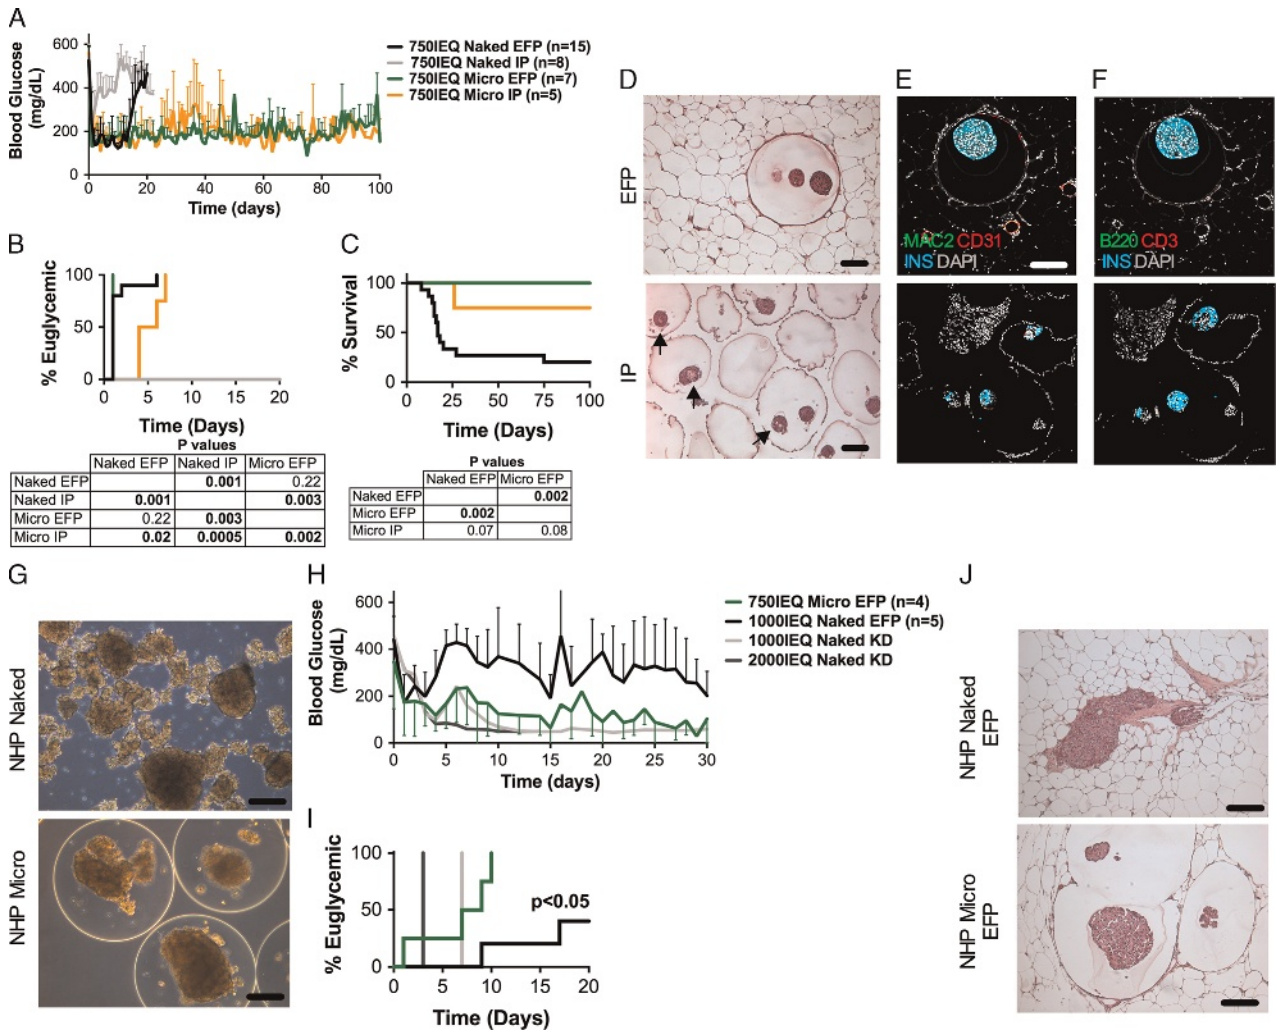 A
Blood Glucose
(mg/dL)
600
400
200
0
0 20 40 60 80 100
Time (days)
750IEQ Naked EFP (n=15)
750IEQ Naked IP (n=8)
750IEQ Micro EFP (n=7)
750IEQ Micro IP (n=5)
B
% Euglycemic
100
50
0
0 5 10 15 20
Time (Days)
P values
Naked EFP Naked IP Micro EFP
Naked EFP 0.001 0.22
Naked IP 0.001 0.003
Micro EFP 0.22 0.003
Micro IP 0.02 0.0005 0.002
C
% Survival
100
50
0
0 25 50 75 100
Time (Days)
P values
Naked EFP Micro EFP
Naked EFP 0.002
Micro EFP 0.002
Micro IP 0.07 0.08
D
EFP
IP
E
MAC2 CD31
INS DAPI
F
B220 CD3
INS DAPI
G
NHP Naked
NHP Micro
H
Blood Glucose
(mg/dL)
600
400
200
0
0 5 10 15 20 25 30
Time (days)
750IEQ Micro EFP (n=4)
1000IEQ Naked EFP (n=5)
1000IEQ Naked KD
2000IEQ Naked KD
I
% Euglycemic
100
50
0
p<0.05
0 5 10 15 20
Time (Days)
J
NHP Naked
EFP
NHP Micro
EFP